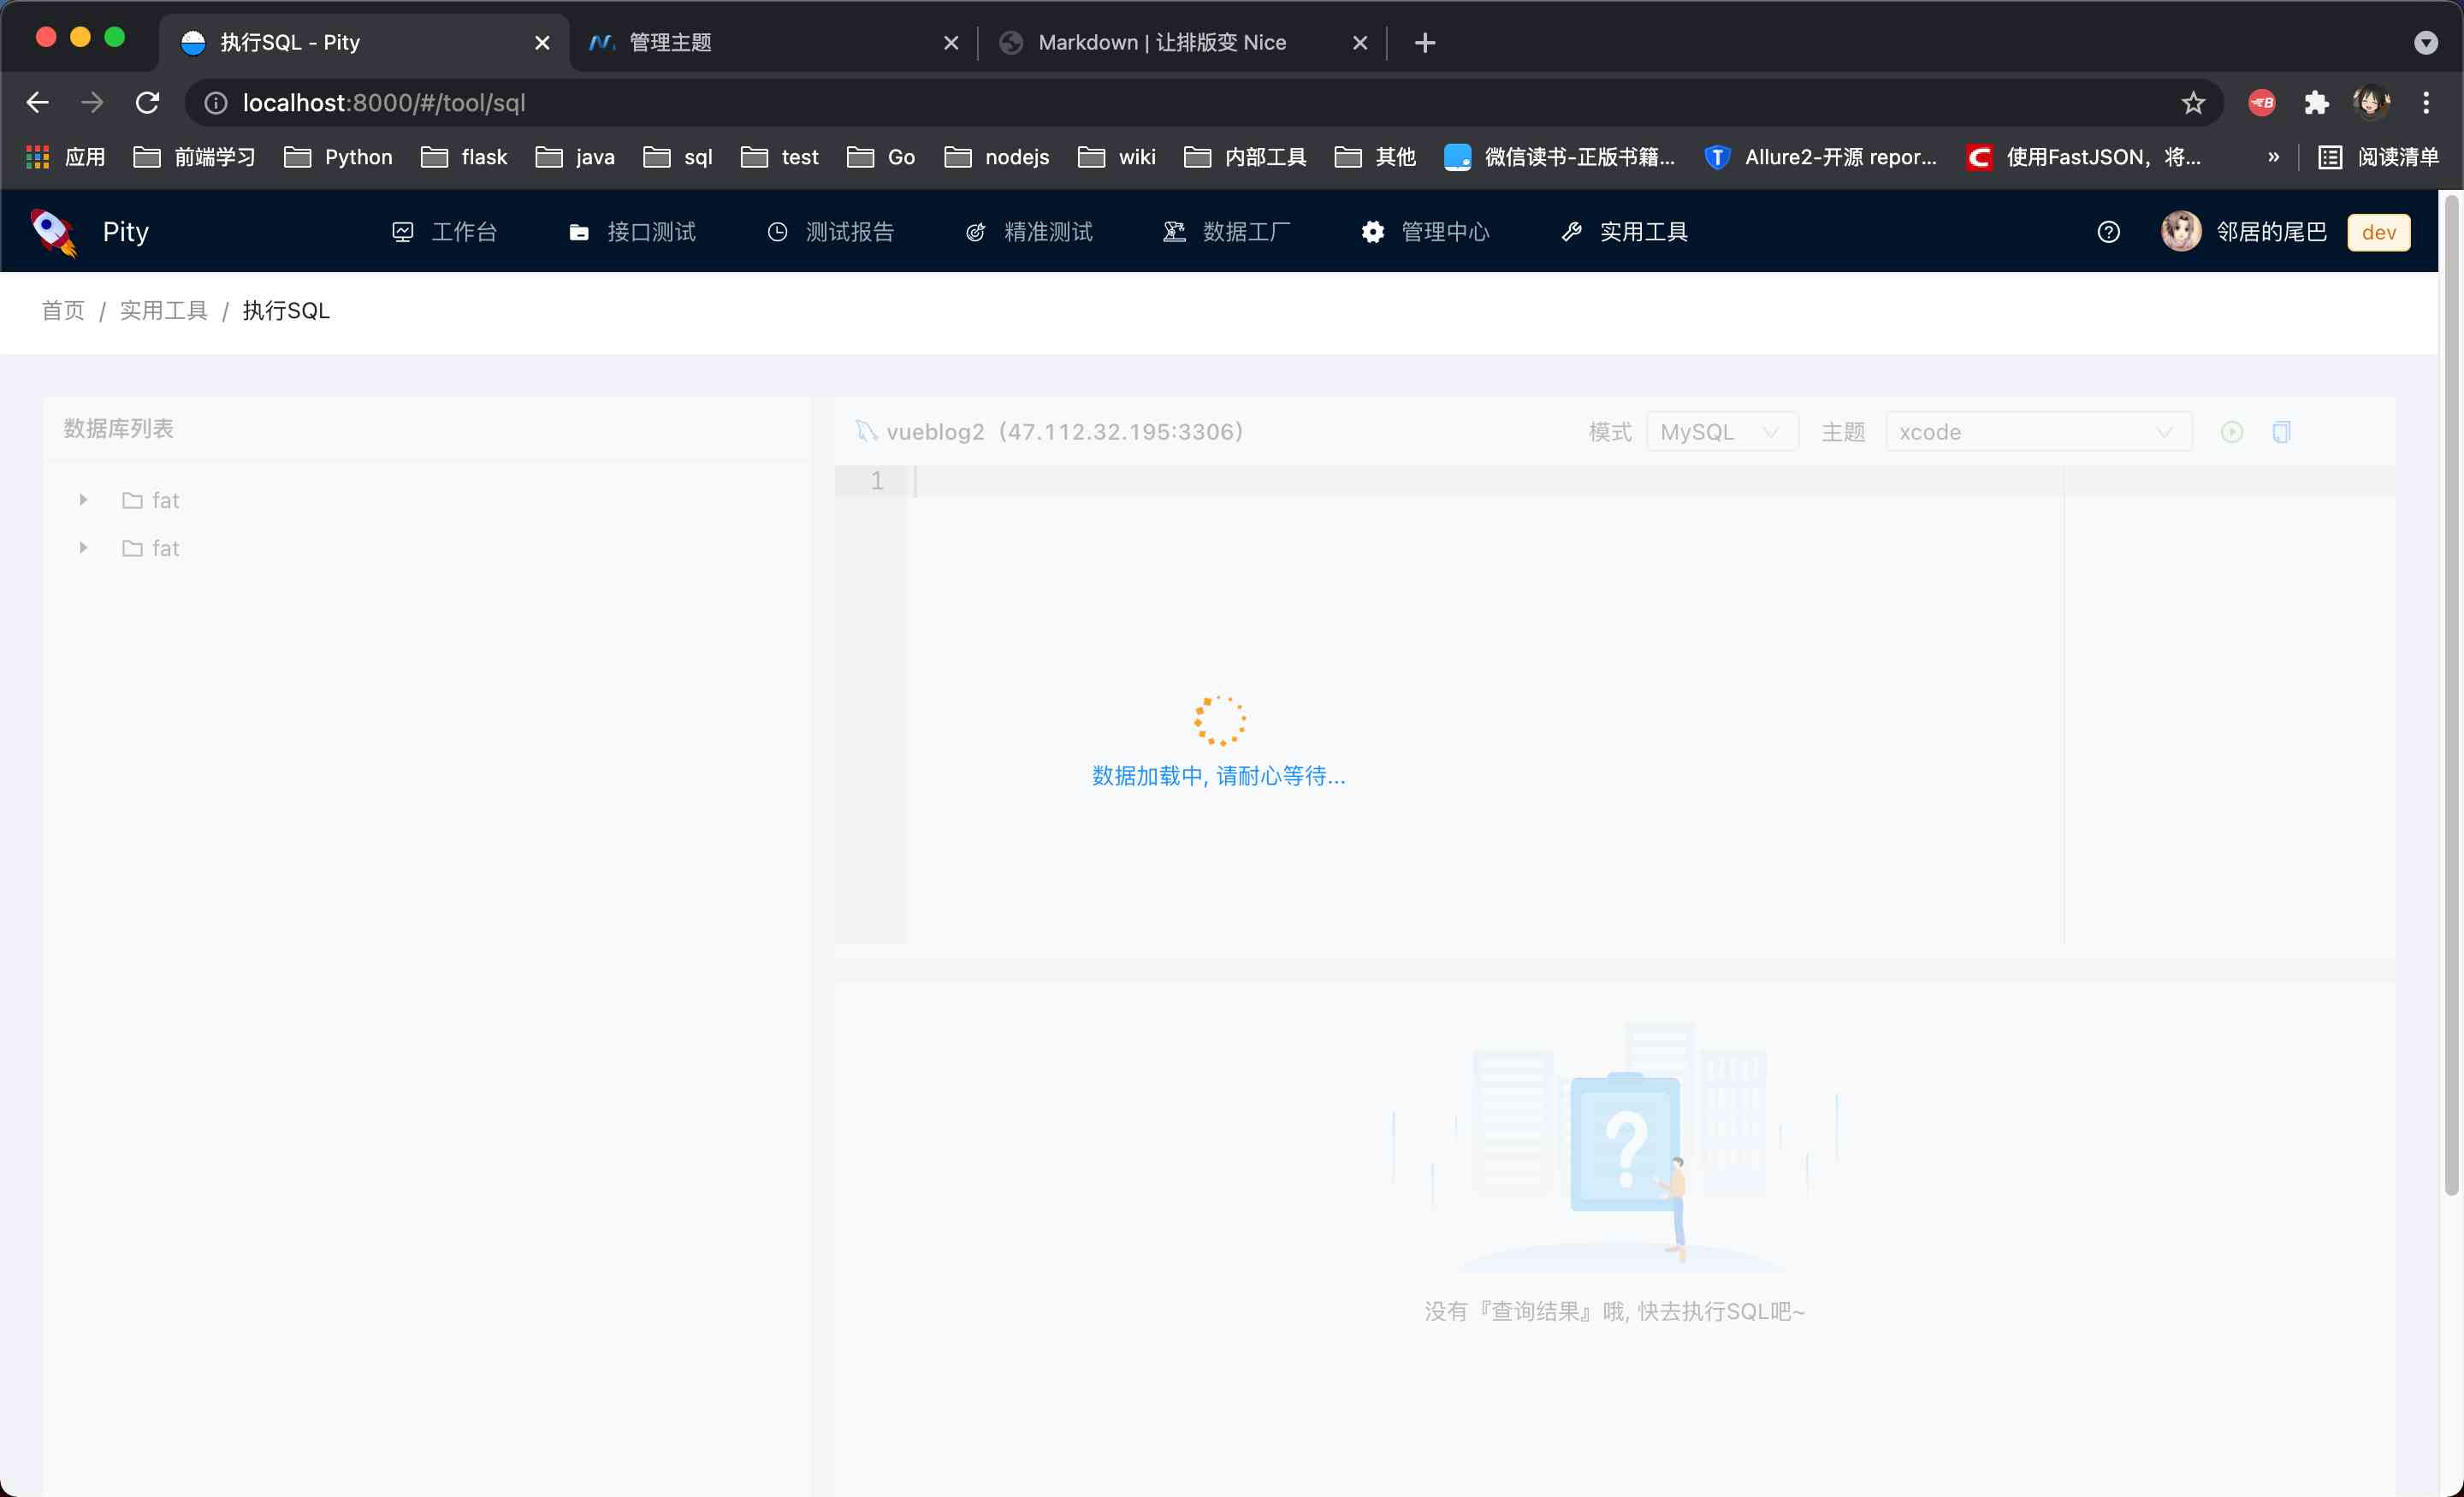 执行SQL - Pity
管理主题
Markdown | 让排版变 Nice
localhost:8000/#/tool/sql
应用 前端学习 Python flask java sql test Go nodejs wiki 内部工具 其他 微信读书-正版书籍... Allure2-开源 repor... 使用FastJSON，将... » 阅读清单
Pity 工作台 接口测试 测试报告 精准测试 数据工厂 管理中心 实用工具 邻居的尾巴 dev
首页 / 实用工具 / 执行SQL
数据库列表
fat
fat
vueblog2（47.112.32.195:3306） 模式 MySQL 主题 xcode
1
数据加载中, 请耐心等待...
?
没有『查询结果』哦, 快去执行SQL吧~